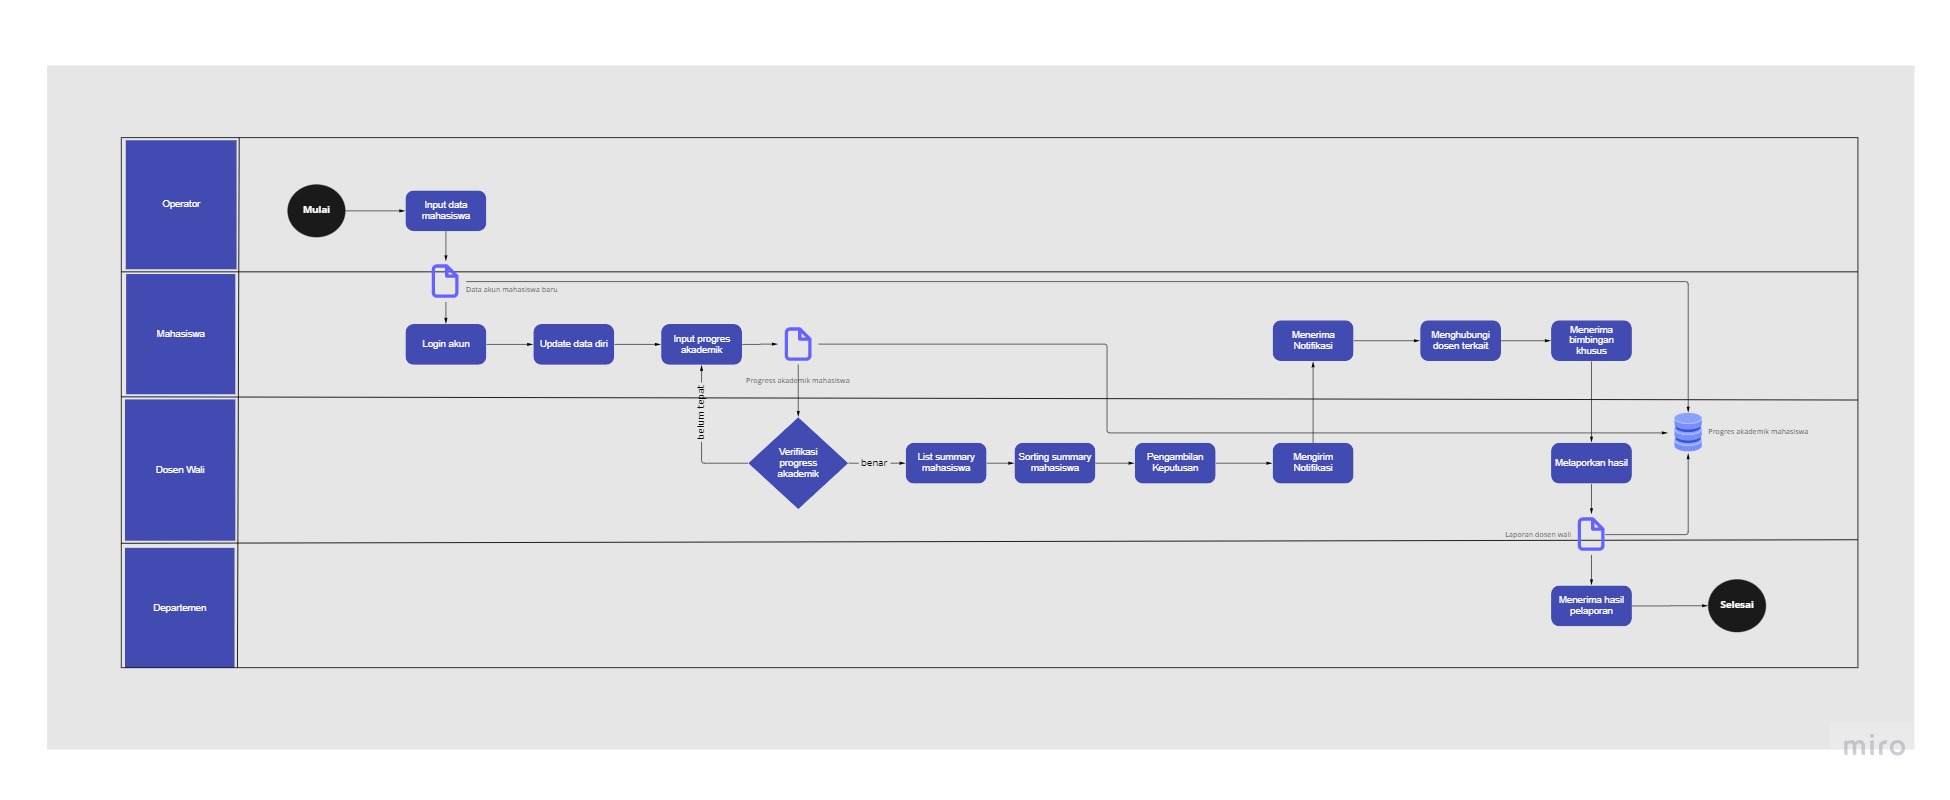 Operator
Mulai
Input data
mahasiswa
Mahasiswa
Data akun mahasiswa baru
Login akun
Update data diri
Input progres
akademik
Progress akademik mahasiswa
Menerima
Notifikasi
Menghubungi
dosen terkait
Menerima
bimbingan
khusus
Dosen Wali
belum tepat
Verifikasi
progress
akademik
benar
List summary
mahasiswa
Sorting summary
mahasiswa
Pengambilan
Keputusan
Mengirim
Notifikasi
Melaporkan hasil
Progres akademik mahasiswa
Laporan dosen wali
Departemen
Menerima hasil
pelaporan
Selesai
miro